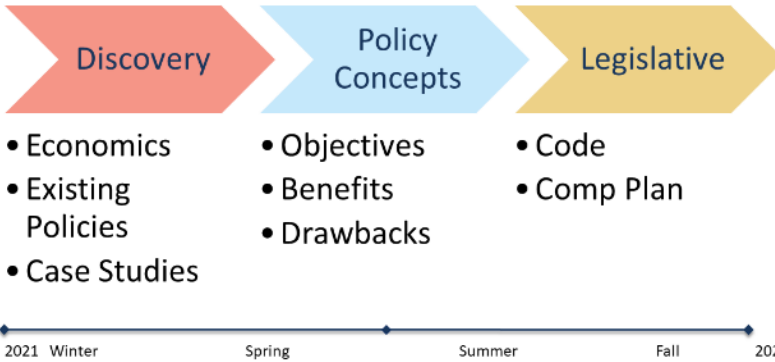 Discovery
Policy
Concepts
Legislative
• Economics
• Existing
Policies
• Case Studies
• Objectives
• Benefits
• Drawbacks
• Code
• Comp Plan
2021 Winter Spring Summer Fall